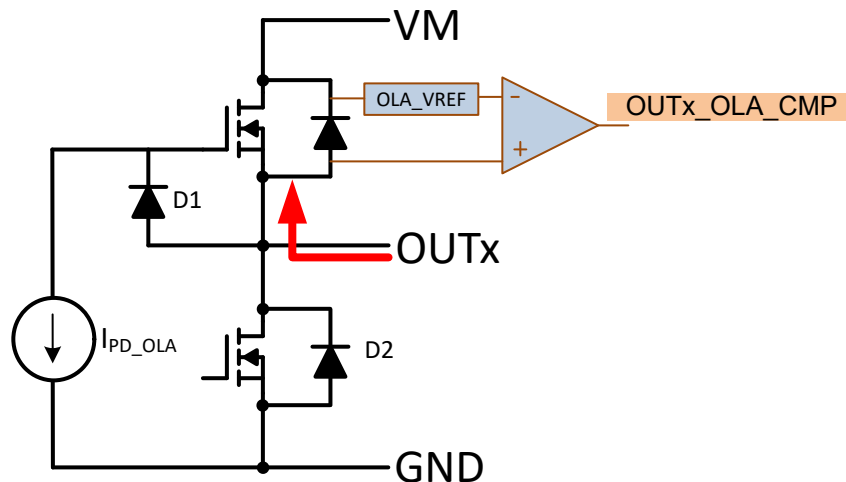 VM
OLA_VREF
-
+
OUTx_OLA_CMP
D1
OUTx
IPD_OLA
D2
GND